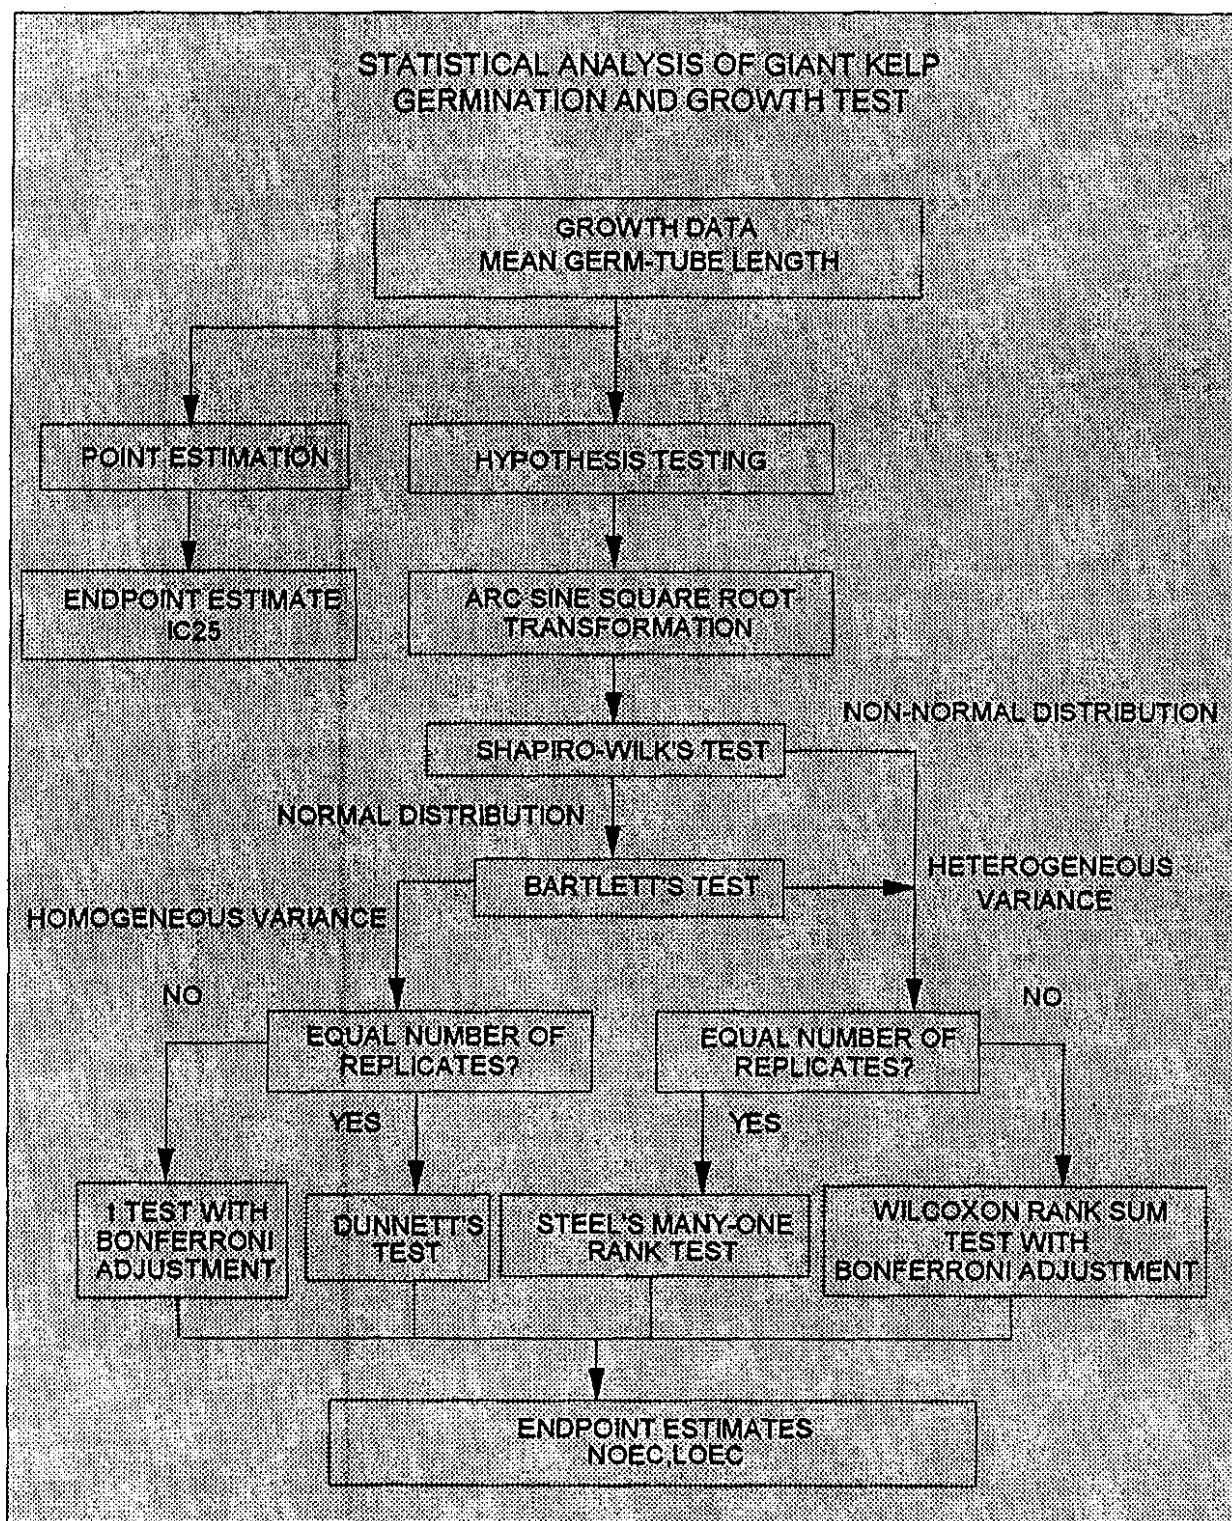 STATISTICAL ANALYSIS OF GIANT KELP
GERMINATION AND GROWTH TEST
GROWTH DATA
MEAN GERM-TUBE LENGTH
POINT ESTIMATION
HYPOTHESIS TESTING
ENDPOINT ESTIMATE
IC25
ARC SINE SQUARE ROOT
TRANSFORMATION
NON-NORMAL DISTRIBUTION
SHAPIRO-WILK'S TEST
NORMAL DISTRIBUTION
BARTLETT'S TEST
HETEROGENEOUS
VARIANCE
HOMOGENEOUS VARIANCE
NO
NO
EQUAL NUMBER OF
REPLICATES?
EQUAL NUMBER OF
REPLICATES?
YES
YES
t TEST WITH
BONFERRONI
ADJUSTMENT
DUNNETT'S
TEST
STEEL'S MANY-ONE
RANK TEST
WILCOXON RANK SUM
TEST WITH
BONFERRONI ADJUSTMENT
ENDPOINT ESTIMATES
NOEC,LOEC